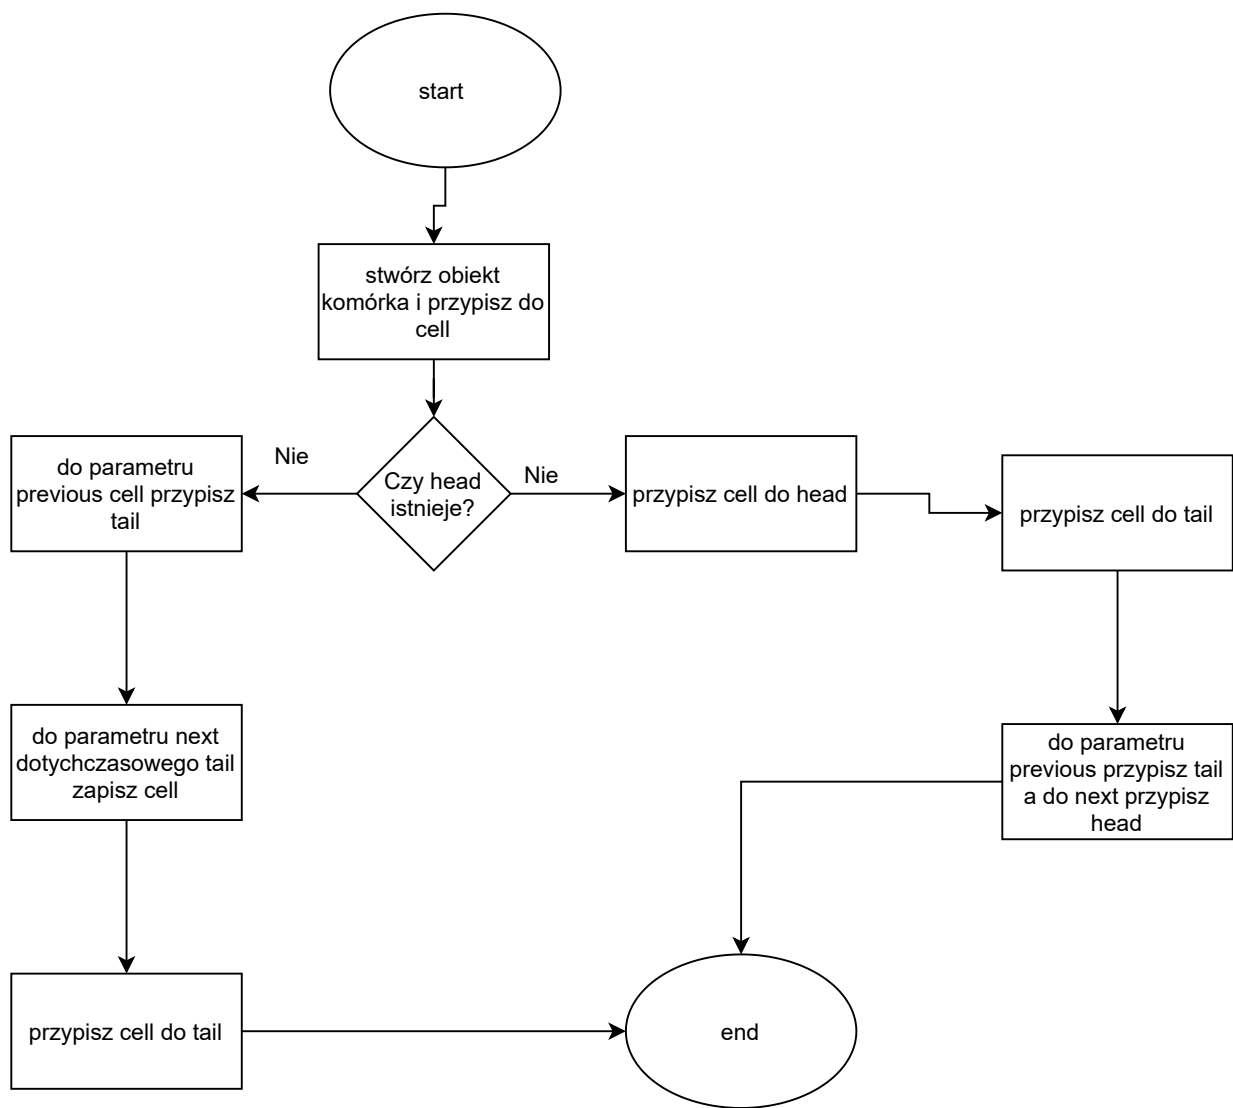 start
stwórz obiekt
komórka i przypisz do
cell
Nie
Czy head
istnieje?
Nie
do parametru
previous cell przypisz
tail
przypisz cell do head
przypisz cell do tail
do parametru next
dotychczasowego tail
zapisz cell
do parametru
previous przypisz tail
a do next przypisz
head
przypisz cell do tail
end